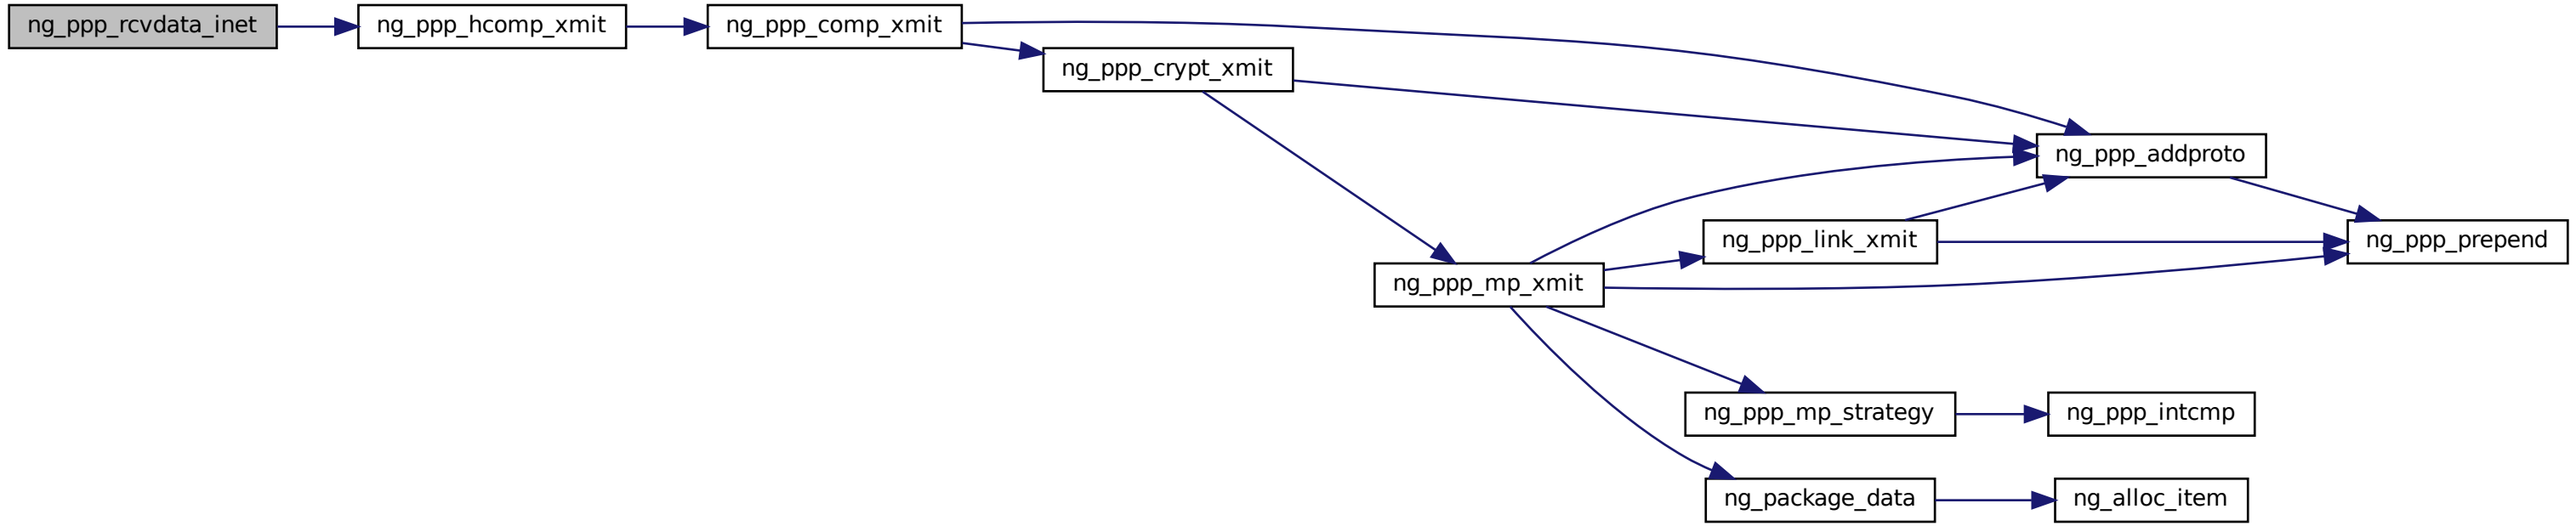 ng_ppp_rcvdata_inet
ng_ppp_hcomp_xmit
ng_ppp_comp_xmit
ng_ppp_crypt_xmit
ng_ppp_addproto
ng_ppp_link_xmit
ng_ppp_prepend
ng_ppp_mp_xmit
ng_ppp_mp_strategy
ng_ppp_intcmp
ng_package_data
ng_alloc_item